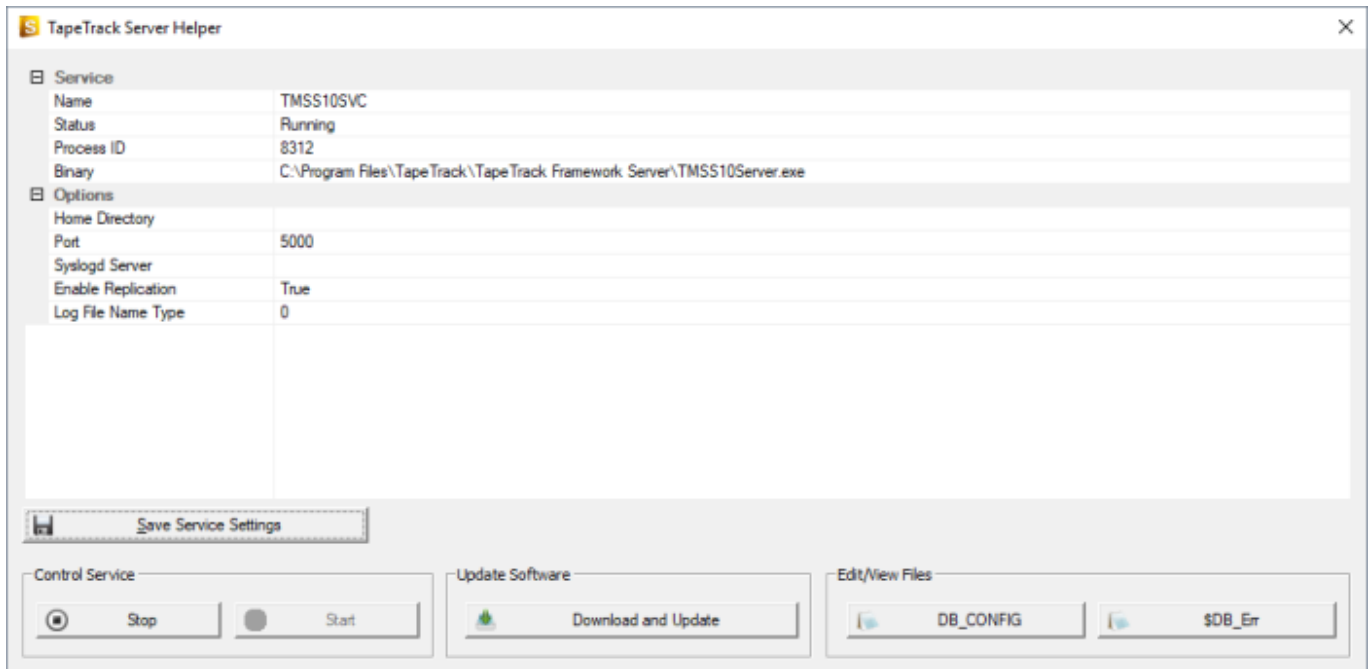 TapeTrack Server Helper
Service
Name TMSS10SVC
Status Running
Process ID 8312
Binary C:\Program Files\TapeTrack\TapeTrack Framework Server\TMSS10Server.exe
Options
Home Directory
Port 5000
Syslogd Server
Enable Replication True
Log File Name Type 0
Save Service Settings
Control Service Update Software Edit/View Files
Stop Start Download and Update DB_CONFIG $DB_Err